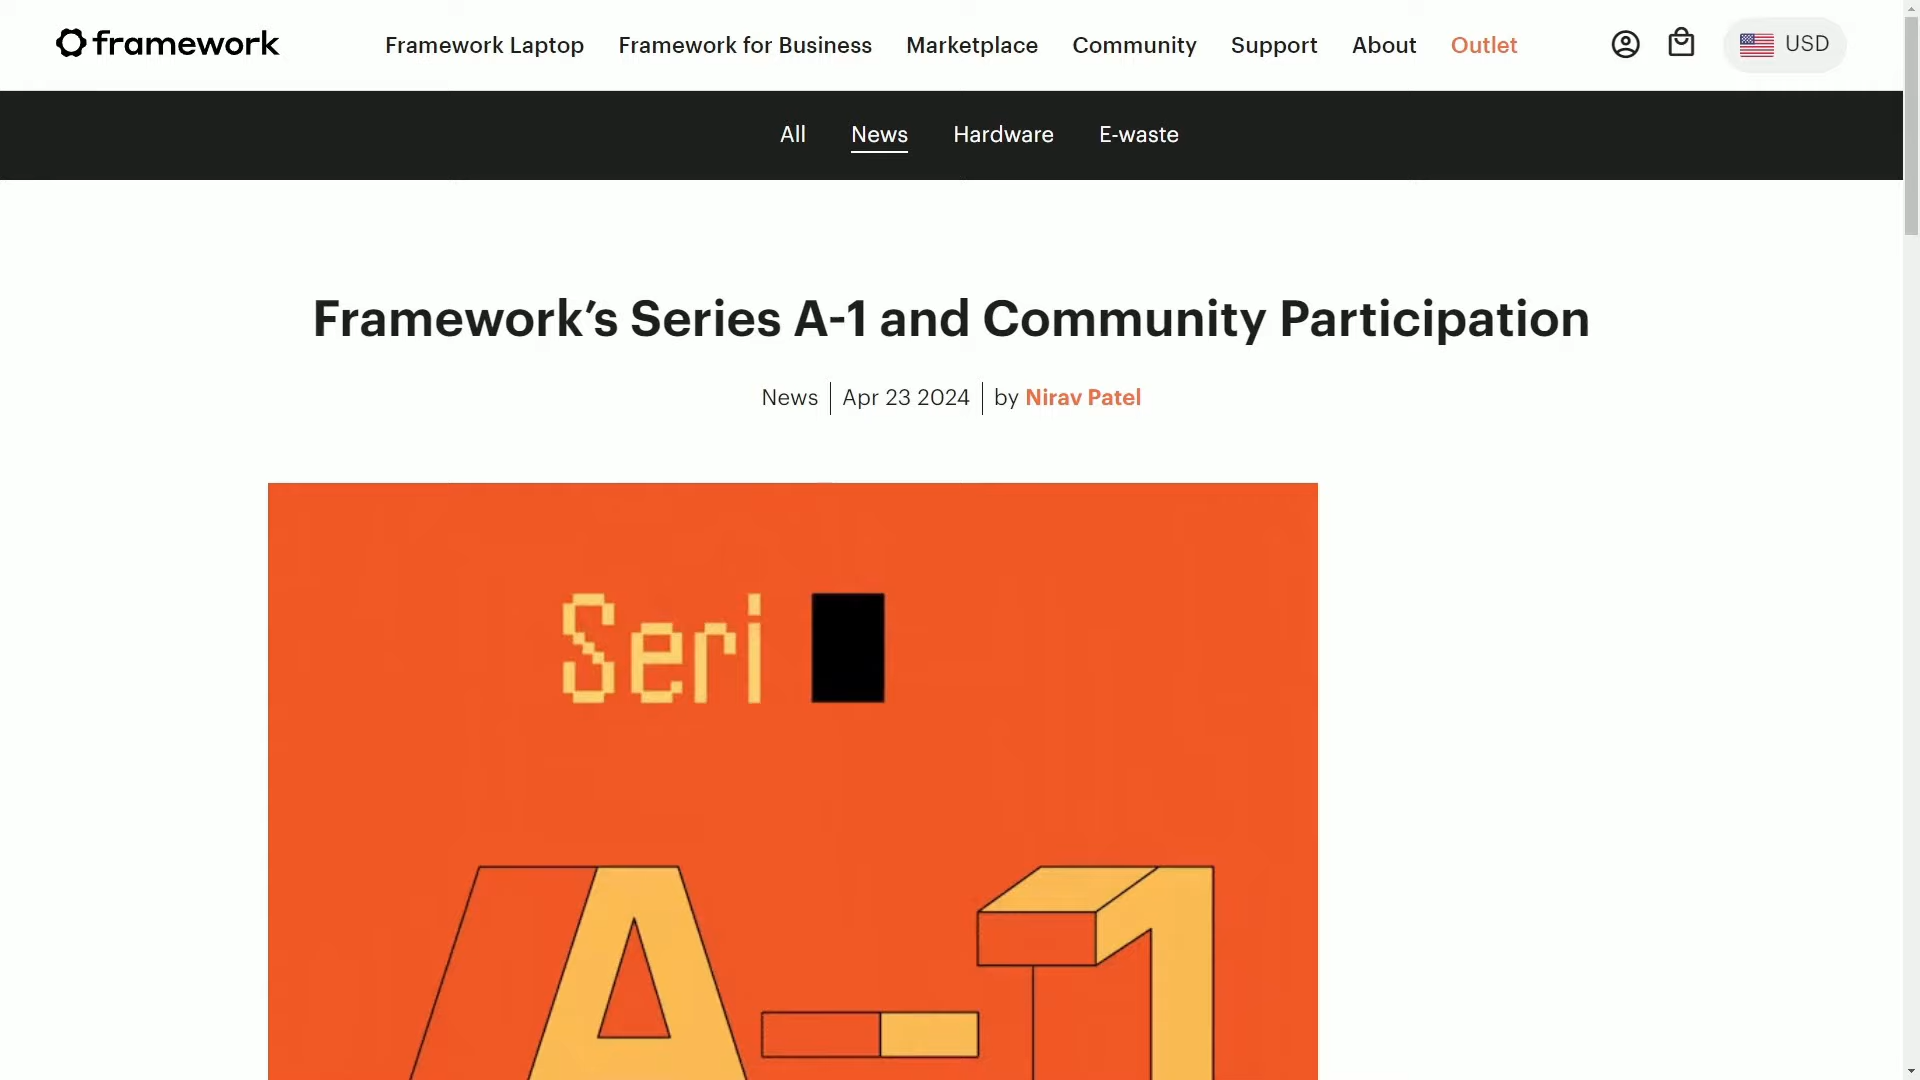 framework Framework Laptop Framework for Business Marketplace Community Support About Outlet USD
All News Hardware E-waste
Framework’s Series A-1 and Community Participation
News Apr 23 2024 by Nirav Patel
Seri
A-1